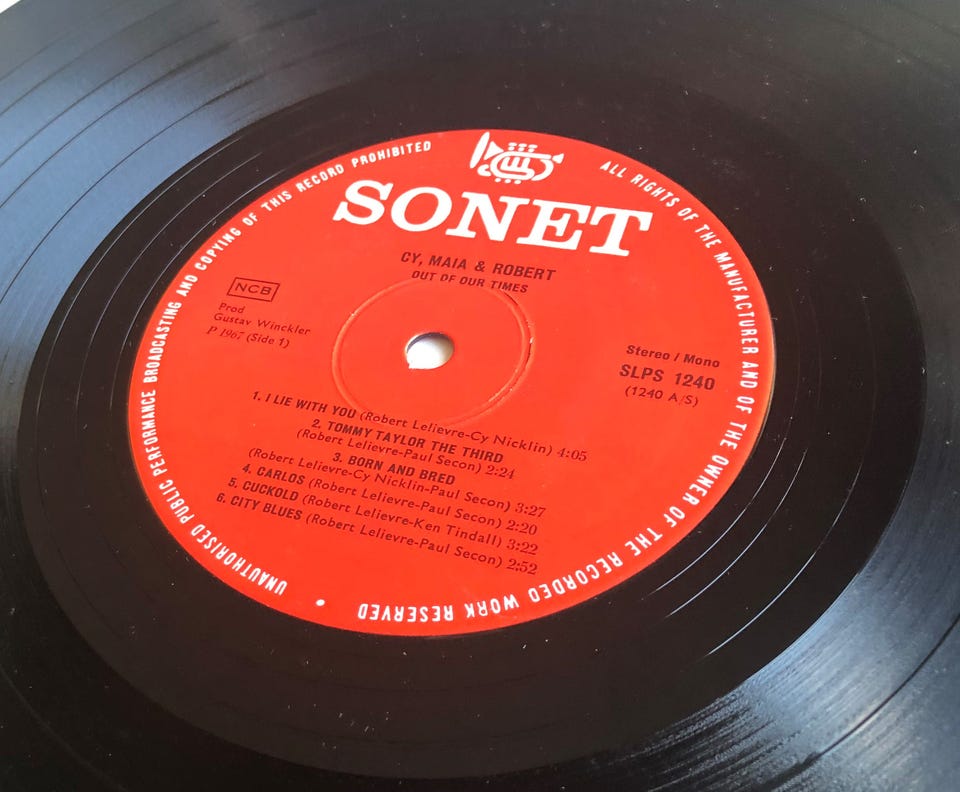 UNAUTHORISED PUBLIC PERFORMANCE BROADCASTING AND COPYING OF THIS RECORD PROHIBITED
ALL RIGHTS OF THE MANUFACTURER AND OF THE OWNER OF THE RECORDED WORK RESERVED •
SONET
CY, MAIA & ROBERT
OUT OF OUR TIMES
NCB
Prod
Gustav Winckler
P 1967 (Side 1)
Stereo / Mono
SLPS 1240
(1240 A/S)
1. I LIE WITH YOU (Robert Lelievre-Cy Nicklin) 4:05
2. TOMMY TAYLOR THE THIRD
(Robert Lelievre-Paul Secon) 2:24
3. BORN AND BRED
(Robert Lelievre-Cy Nicklin-Paul Secon) 3:27
4. CARLOS (Robert Lelievre-Paul Secon) 2:20
5. CUCKOLD (Robert Lelievre-Ken Tindall) 3:22
6. CITY BLUES (Robert Lelievre-Paul Secon) 2:52